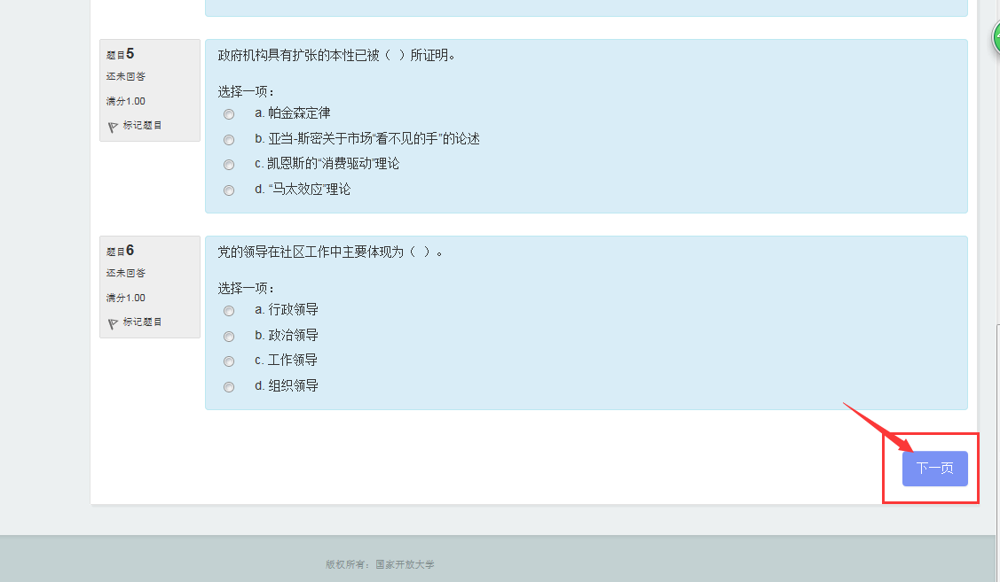 题目5
还未回答
满分1.00
标记题目
政府机构具有扩张的本性已被（ ）所证明。
选择一项：
a. 帕金森定律
b. 亚当-斯密关于市场“看不见的手”的论述
c. 凯恩斯的“消费驱动”理论
d. “马太效应”理论
题目6
还未回答
满分1.00
标记题目
党的领导在社区工作中主要体现为（ ）。
选择一项：
a. 行政领导
b. 政治领导
c. 工作领导
d. 组织领导
下一页
版权所有：国家开放大学